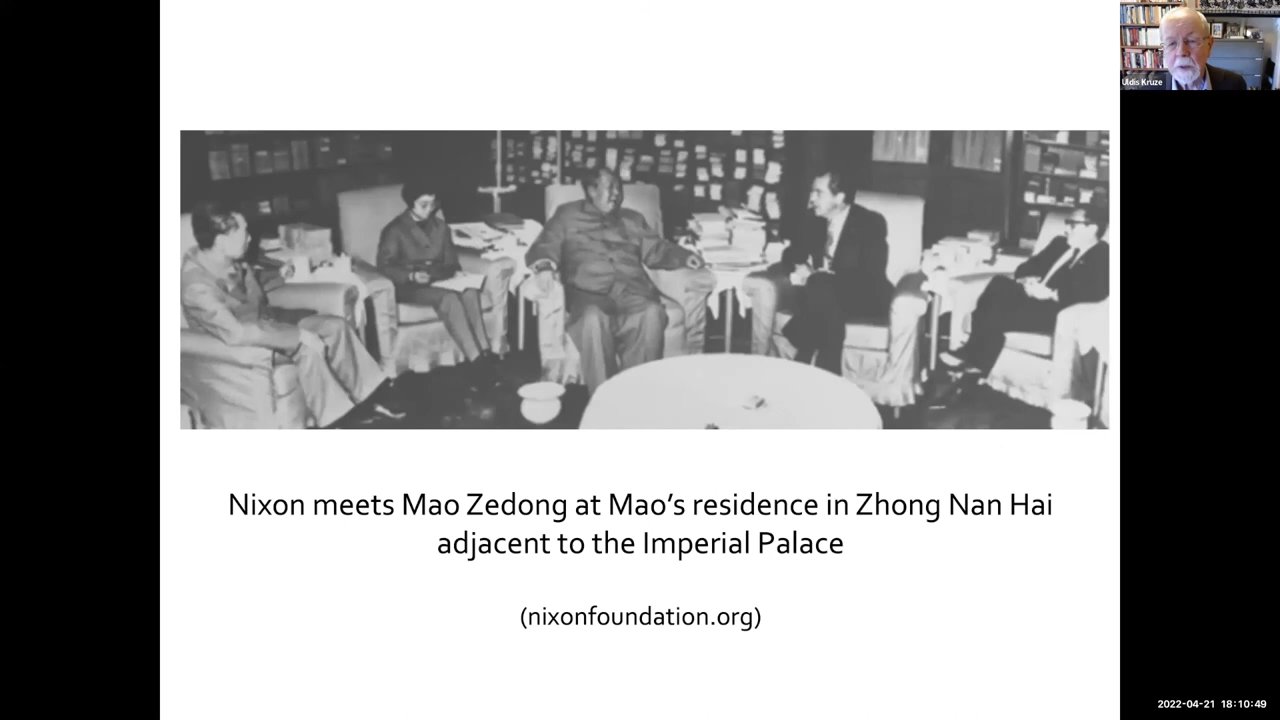 Uldis Kruze
Nixon meets Mao Zedong at Mao’s residence in Zhong Nan Hai
adjacent to the Imperial Palace
(nixonfoundation.org)
2022-04-21 18:10:49